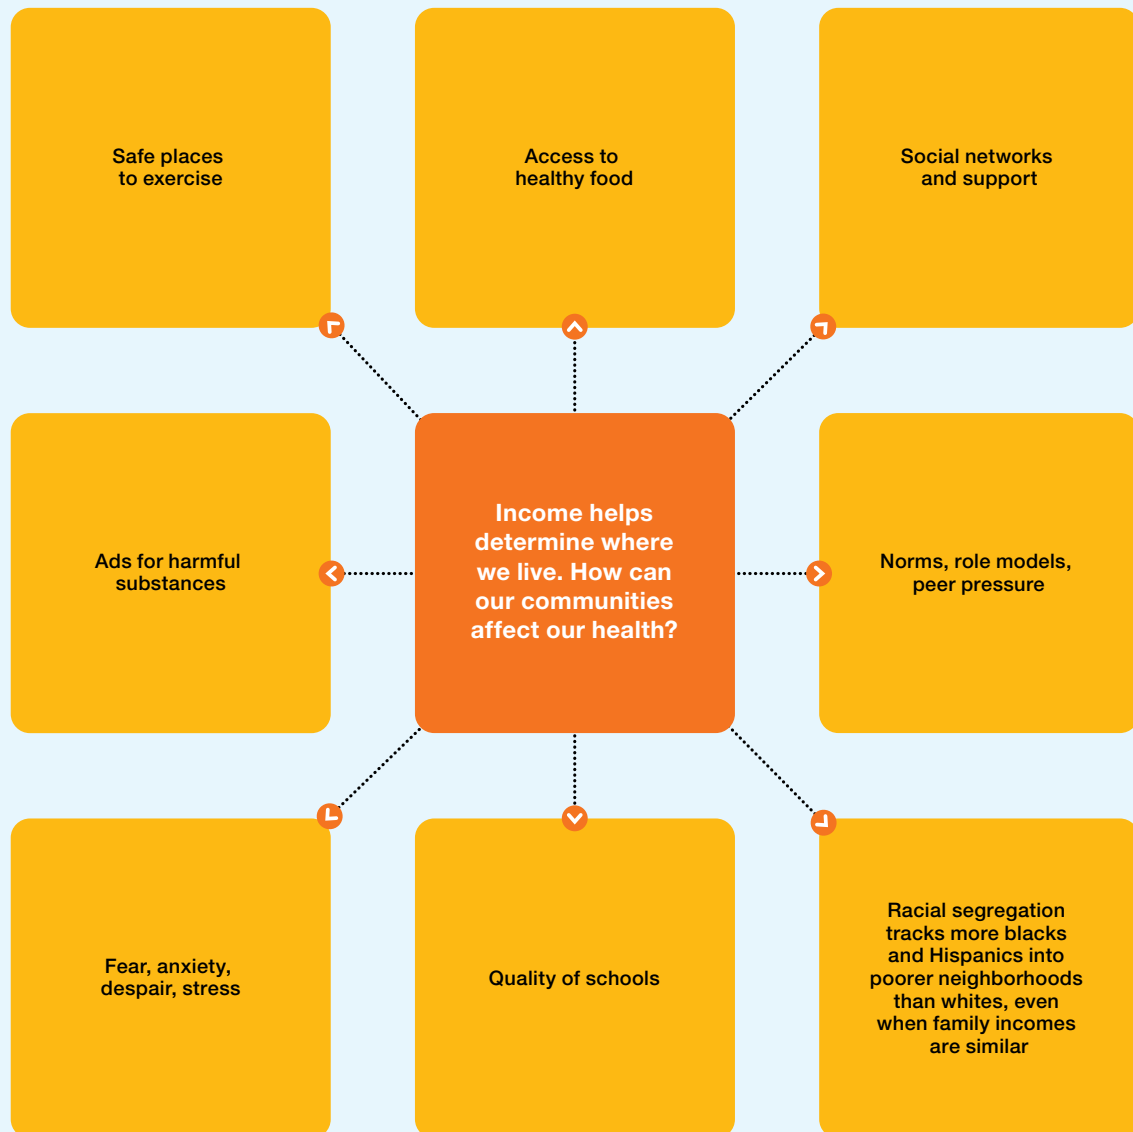 Safe places
to exercise
Access to
healthy food
Social networks
and support
Ads for harmful
substances
Income helps
determine where
we live. How can
our communities
affect our health?
Norms, role models,
peer pressure
Fear, anxiety,
despair, stress
Quality of schools
Racial segregation
tracks more blacks
and Hispanics into
poorer neighborhoods
than whites, even
when family incomes
are similar